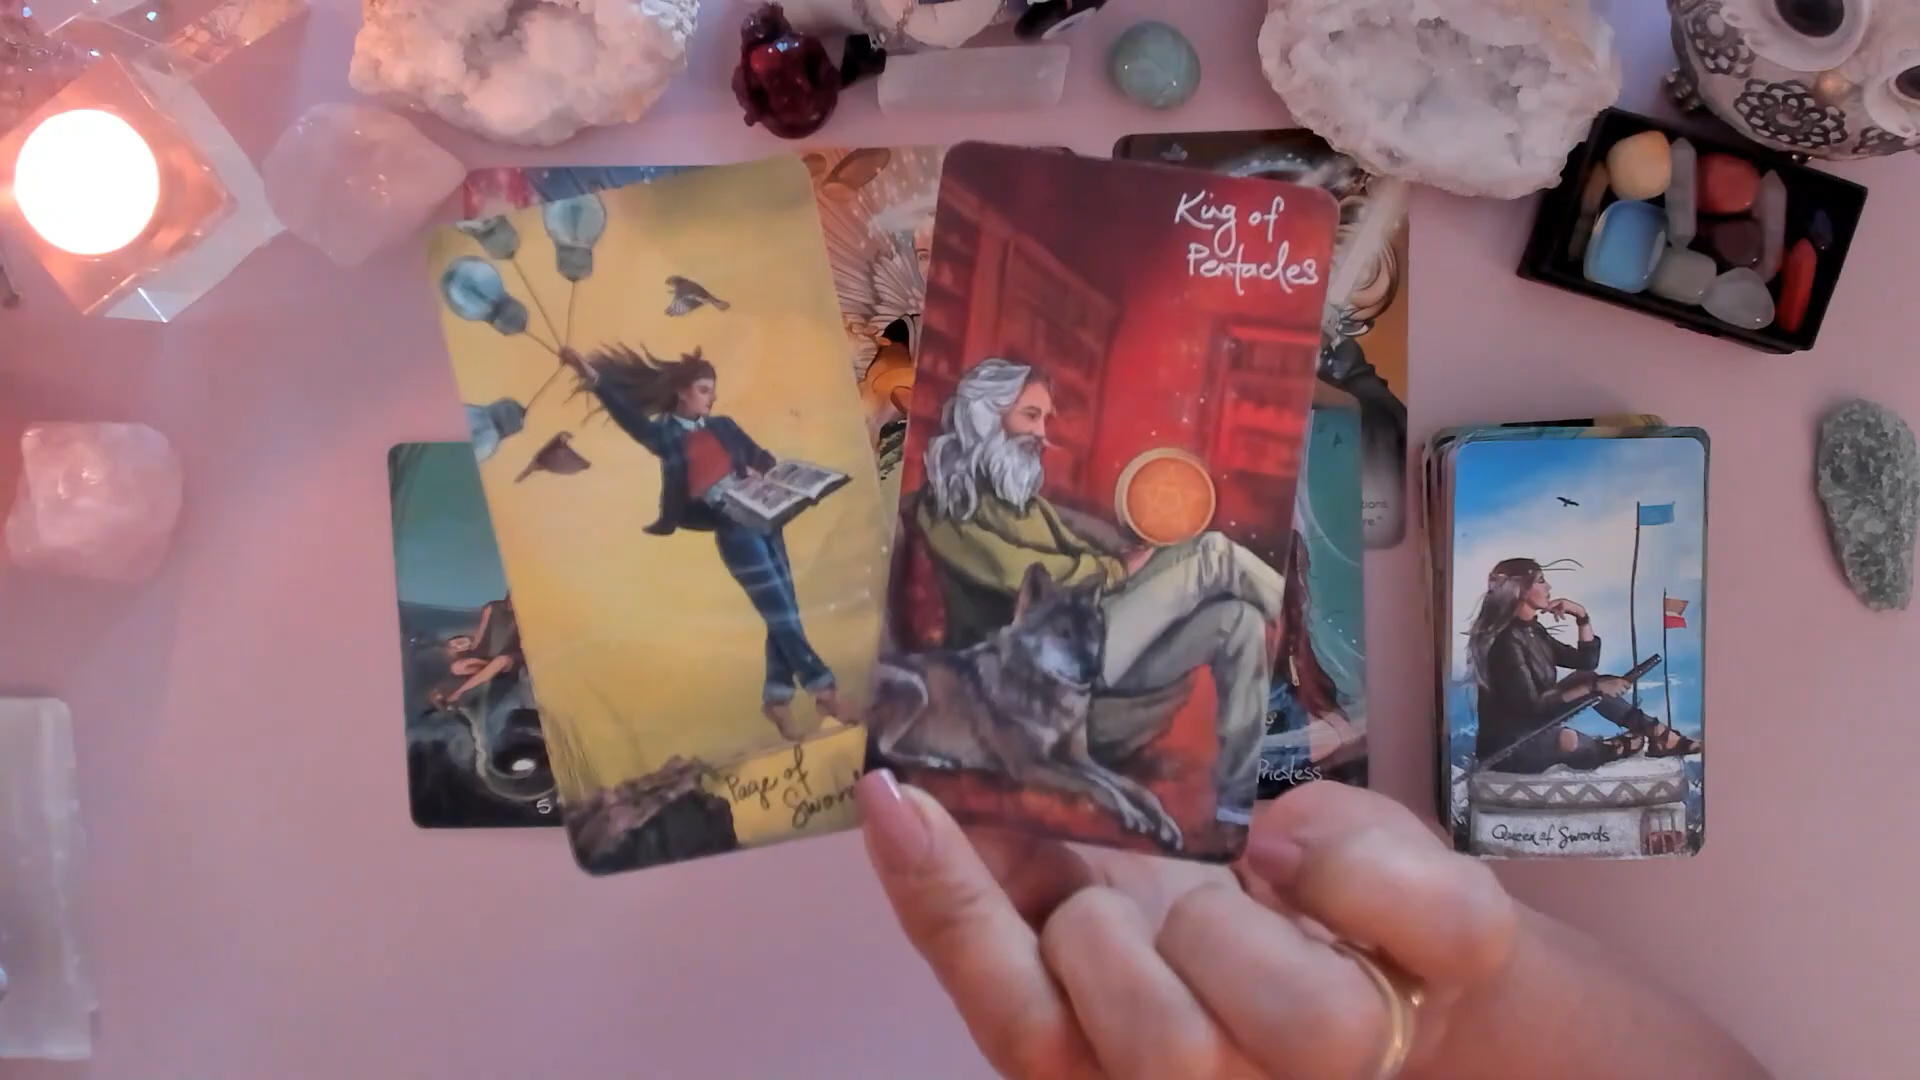 King of
Pentacles
Page of
Swords
5
Priestess
Queen of Swords